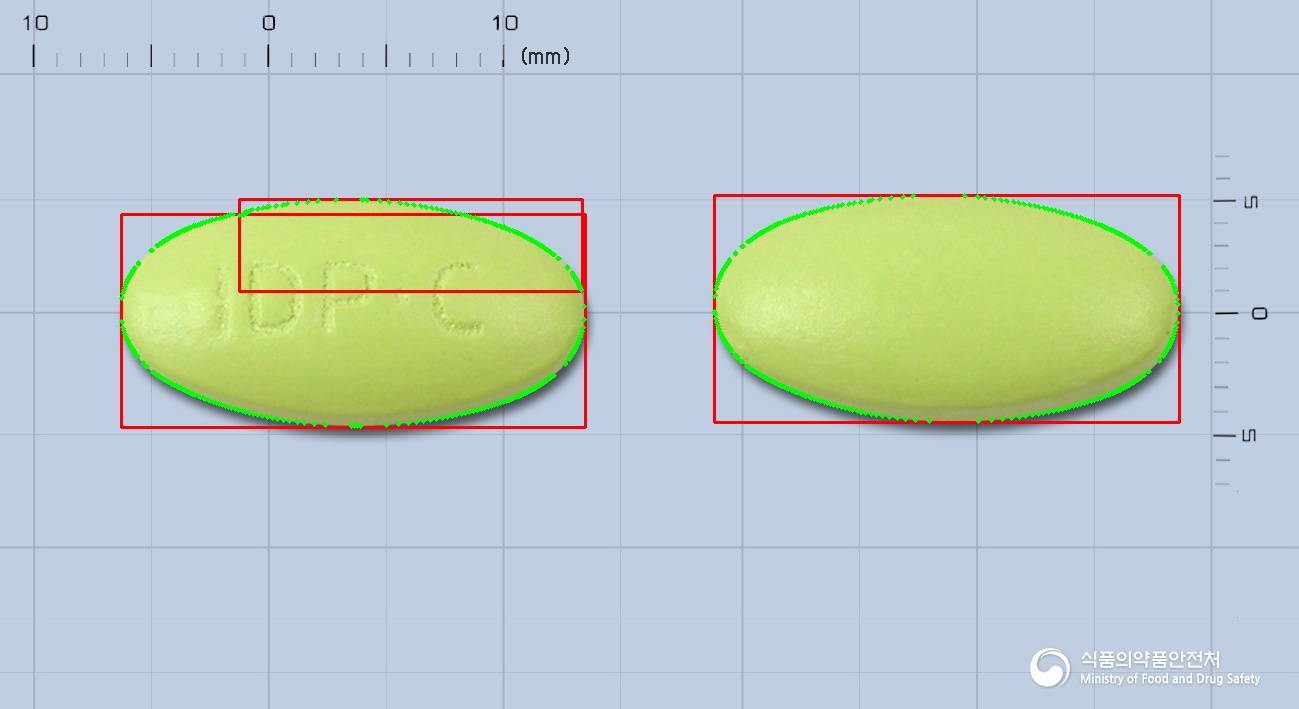 10 0 10
(mm)
IDP·C
5
0
5
식품의약품안전처
Ministry of Food and Drug Safety